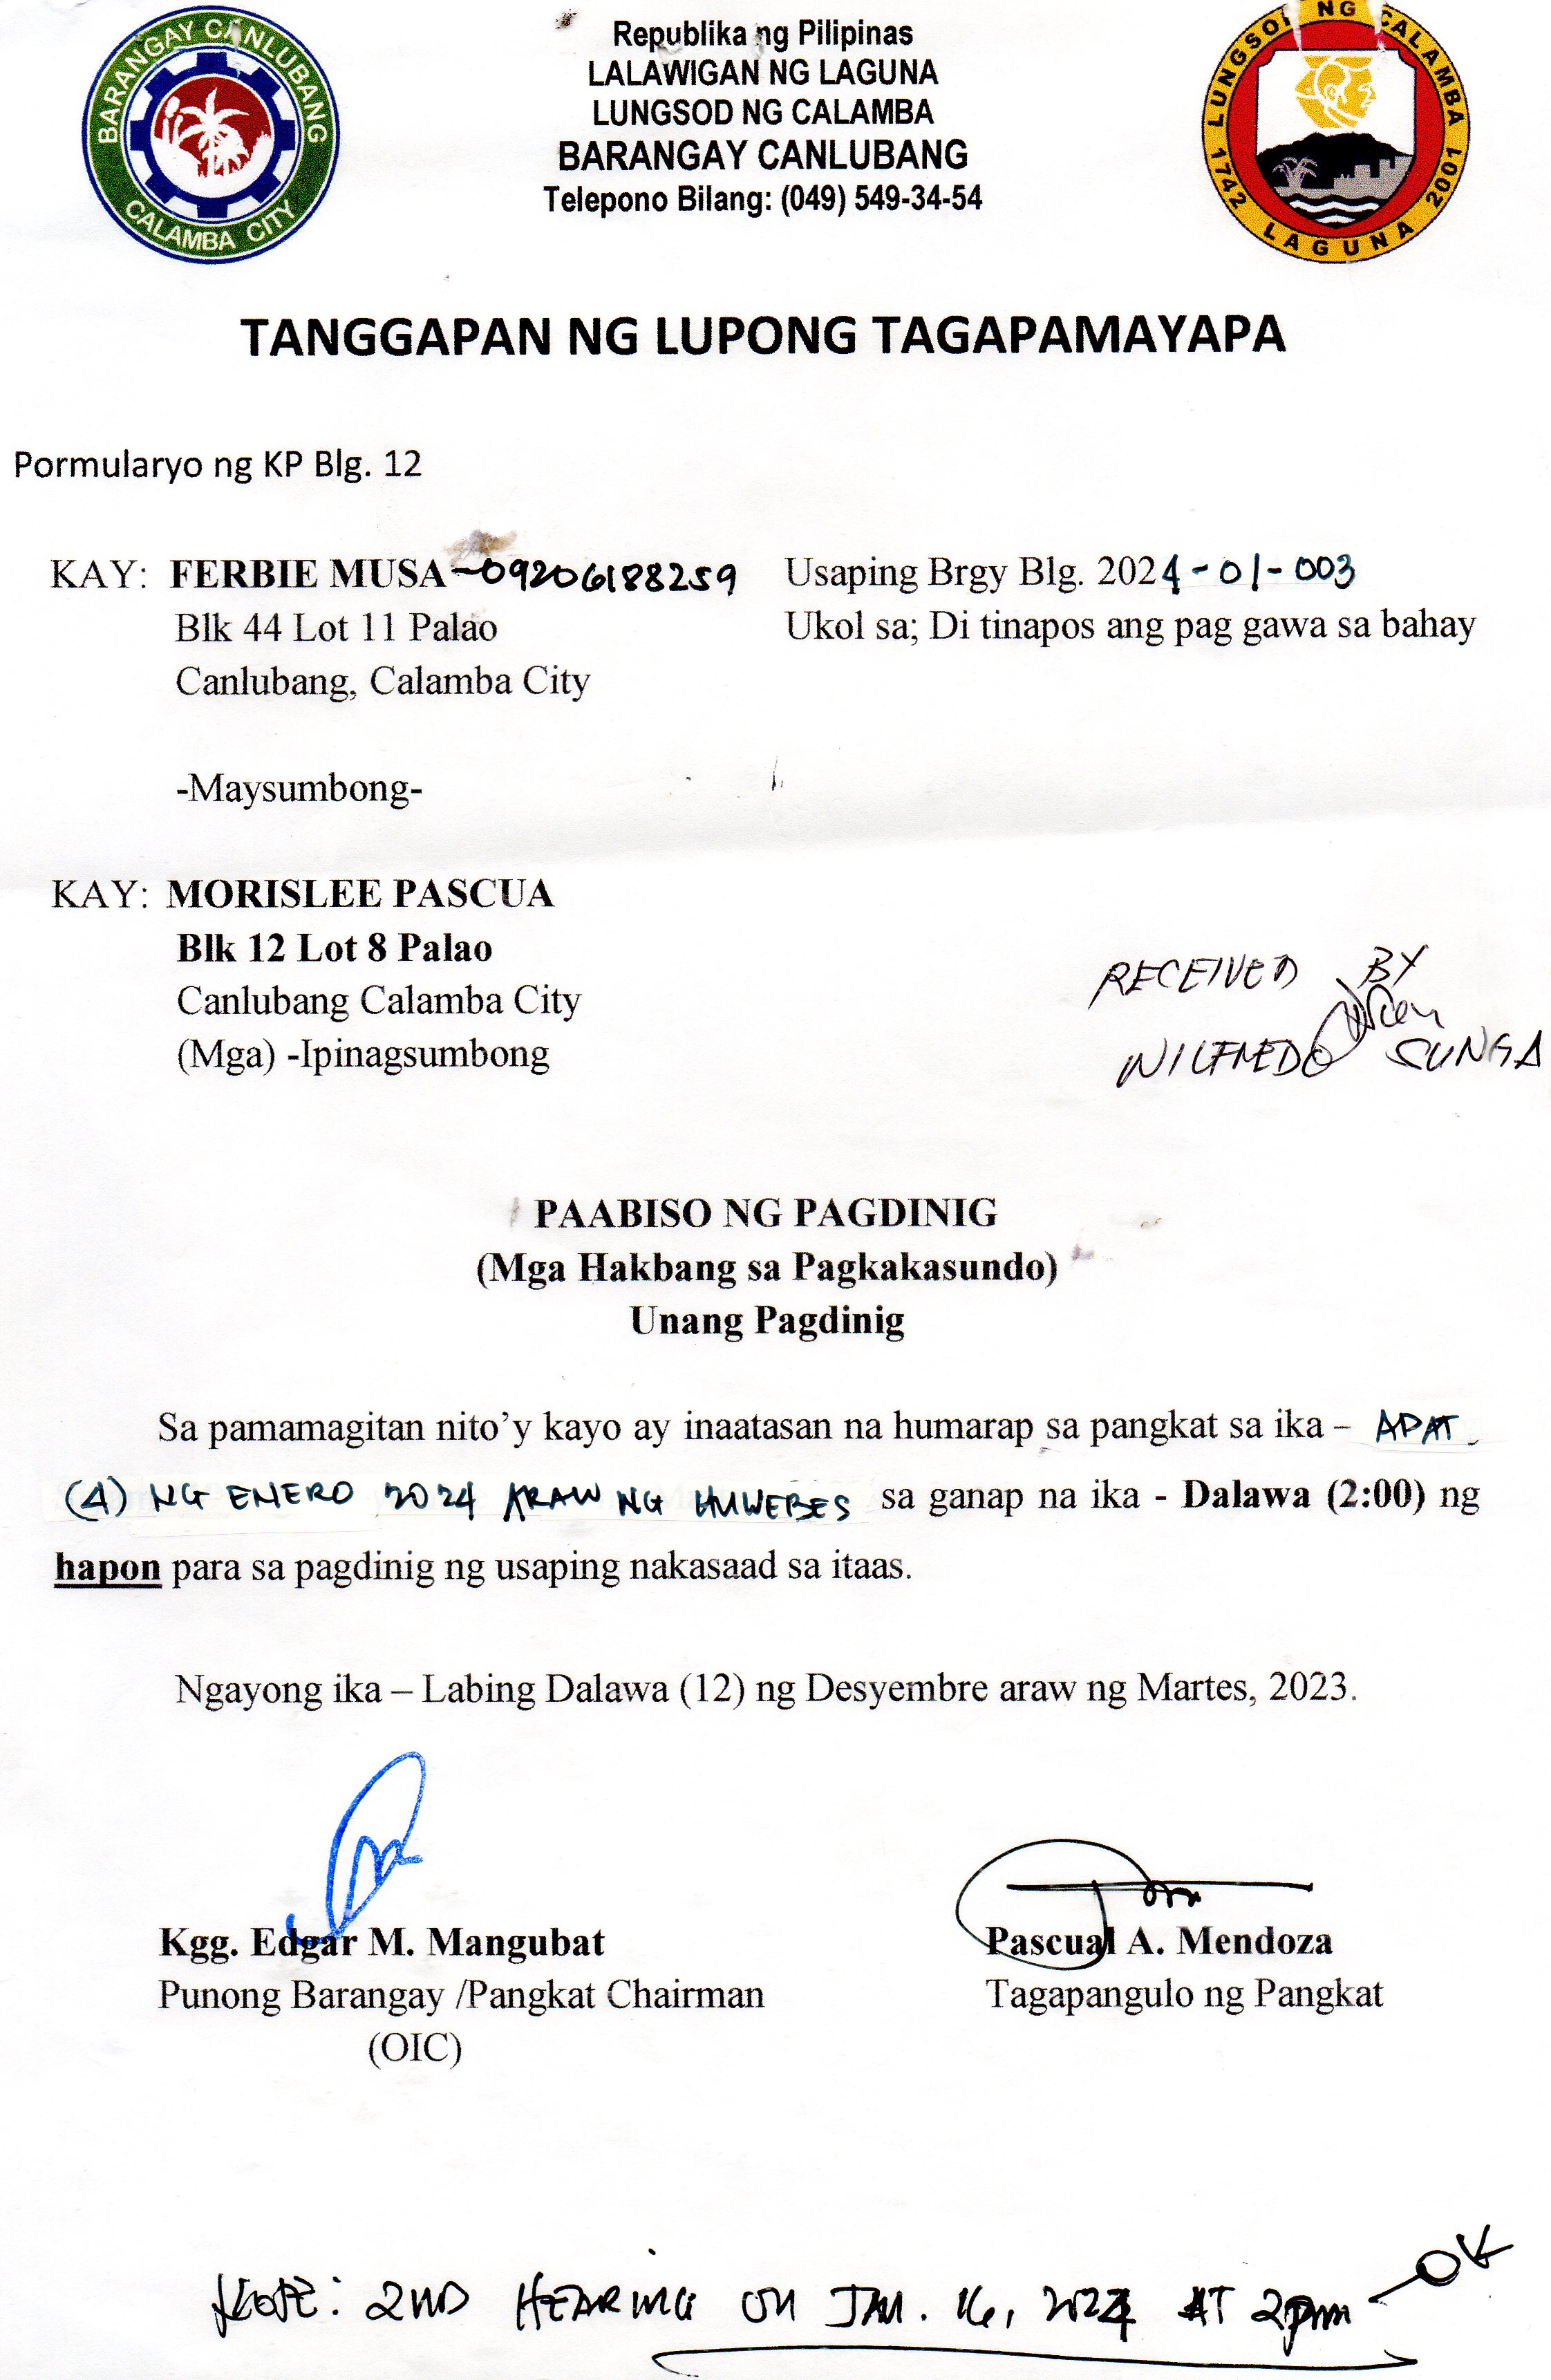 BARANGAY CANLUBANG
CALAMBA CITY
Republika ng Pilipinas
LALAWIGAN NG LAGUNA
LUNGSOD NG CALAMBA
BARANGAY CANLUBANG
Telepono Bilang: (049) 549-34-54
LUNGSOD NG CALAMBA
1742 LAGUNA 2001
TANGGAPAN NG LUPONG TAGAPAMAYAPA
Pormularyo ng KP Blg. 12
KAY: FERBIE MUSA -09206188259 Usaping Brgy Blg. 2024-01-003
Blk 44 Lot 11 Palao Ukol sa; Di tinapos ang pag gawa sa bahay
Canlubang, Calamba City
-Maysumbong-
KAY: MORISLEE PASCUA
Blk 12 Lot 8 Palao
Canlubang Calamba City
(Mga) -Ipinagsumbong
RECEIVED BY
WILFREDO SUNGA
PAABISO NG PAGDINIG
(Mga Hakbang sa Pagkakasundo)
Unang Pagdinig
Sa pamamagitan nito'y kayo ay inaatasan na humarap sa pangkat sa ika – APAT
(4) NG ENERO 2024 ARAW NG HUWEBES sa ganap na ika - Dalawa (2:00) ng
hapon para sa pagdinig ng usaping nakasaad sa itaas.
Ngayong ika – Labing Dalawa (12) ng Desyembre araw ng Martes, 2023.
Kgg. Edgar M. Mangubat Pascual A. Mendoza
Punong Barangay /Pangkat Chairman Tagapangulo ng Pangkat
(OIC)
NOTE: 2ND HEARING ON JAN. 16, 2024 AT 2pm - OK